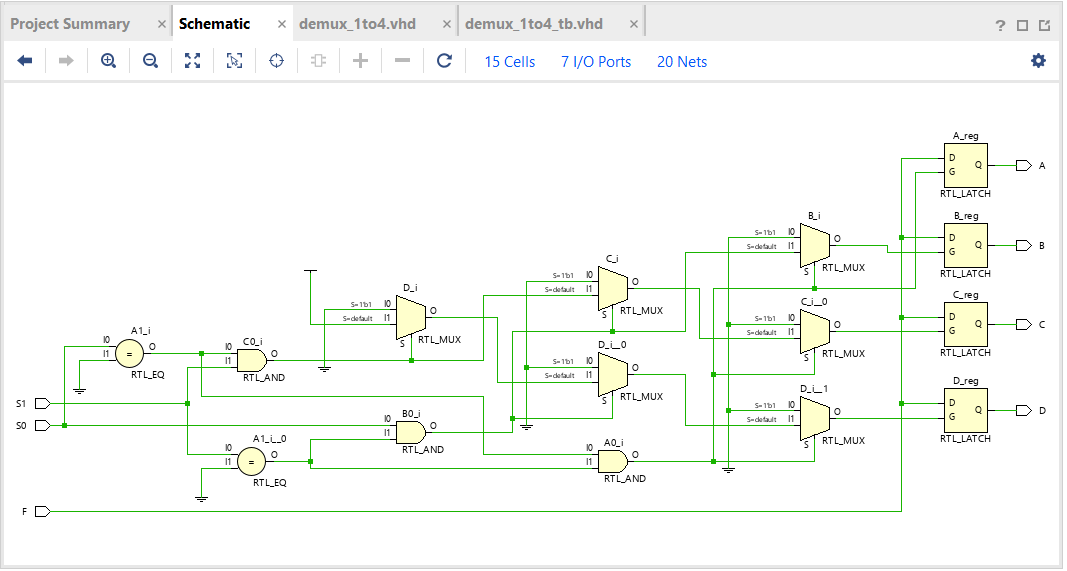 Project Summary × Schematic × demux_1to4.vhd × demux_1to4_tb.vhd ×
?
15 Cells 7 I/O Ports 20 Nets
A_reg
D
G
Q
A
RTL_LATCH
B_reg
D
G
Q
B
RTL_LATCH
B_i
S=1'b1 I0
S=default I1
O
S
RTL_MUX
C_i
S=1'b1 I0
S=default I1
O
S
RTL_MUX
D_i
S=1'b1 I0
S=default I1
O
S
RTL_MUX
C_reg
D
G
Q
C
RTL_LATCH
C_i__0
S=1'b1 I0
S=default I1
O
S
RTL_MUX
A1_i
I0
I1
=
O
RTL_EQ
C0_i
I0
I1
O
RTL_AND
D_i__0
S=1'b1 I0
S=default I1
O
S
RTL_MUX
D_reg
D
G
Q
D
RTL_LATCH
D_i__1
S=1'b1 I0
S=default I1
O
S
RTL_MUX
S1
S0
B0_i
I0
I1
O
RTL_AND
A1_i__0
I0
I1
=
O
RTL_EQ
A0_i
I0
I1
O
RTL_AND
F